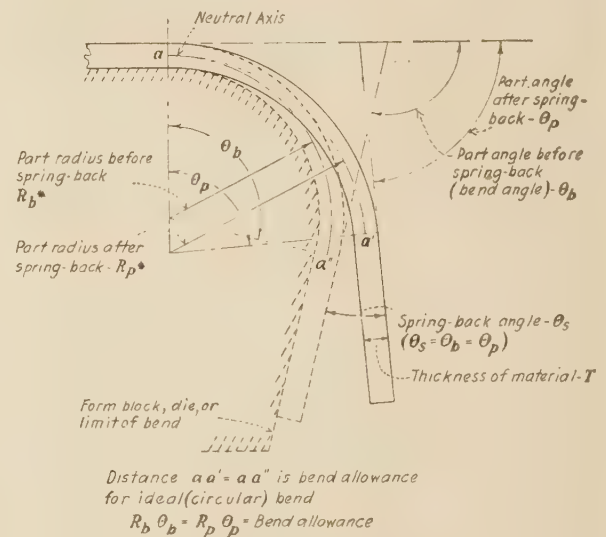 Neutral Axis
a
Part angle
after spring-
back-θp
Part angle before
spring-back
(bend angle)-θb
θb
θp
Part radius before
spring-back
Rb*
Part radius after
spring-back-Rp*
a'
a"
Spring-back angle-θs
(θs=θb=θp)
Thickness of material-T
Form block, die, or
limit of bend
Distance aa'=aa" is bend allowance
for ideal(circular) bend
Rb θb = Rp θp = Bend allowance